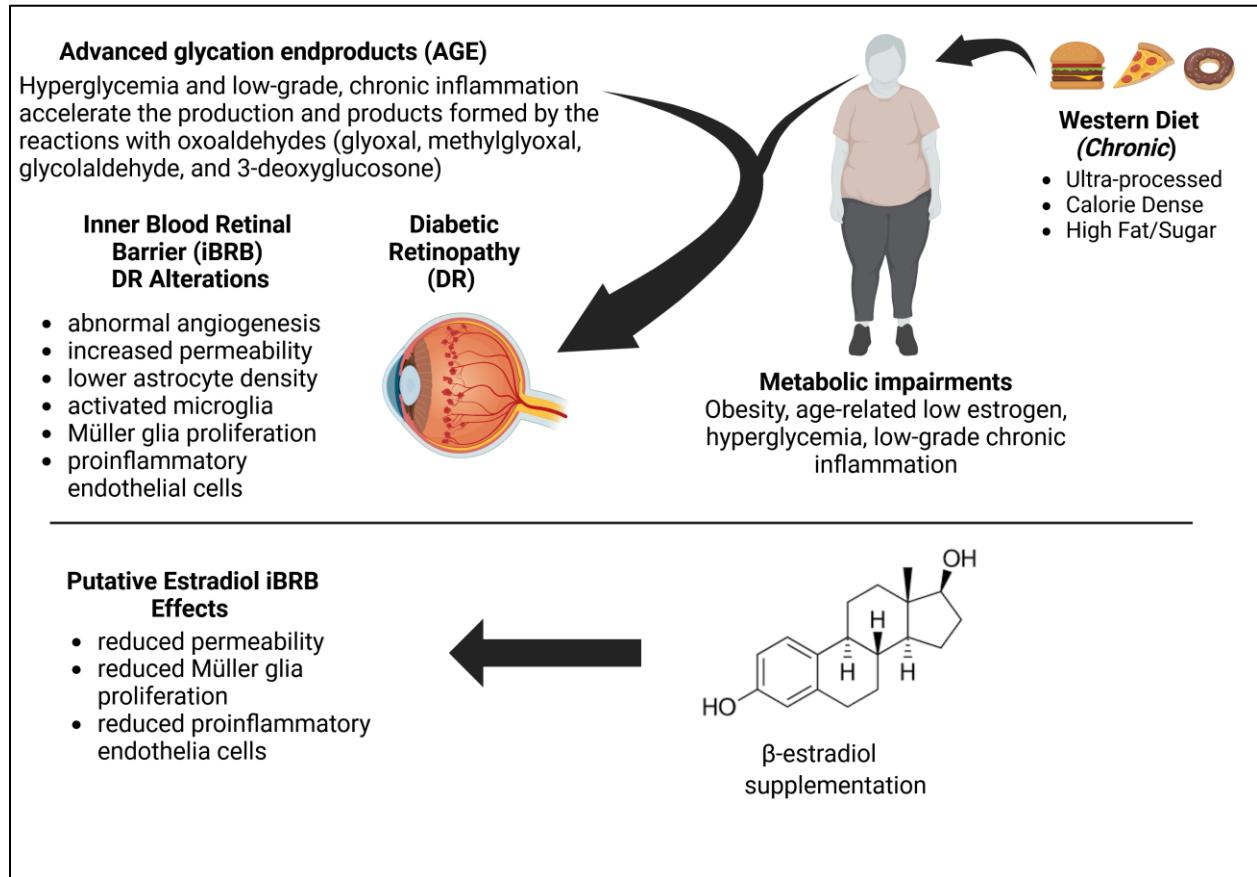 Advanced glycation endproducts (AGE)
Hyperglycemia and low-grade, chronic inflammation
accelerate the production and products formed by the
reactions with oxoaldehydes (glyoxal, methylglyoxal,
glycolaldehyde, and 3-deoxyglucosone)
Western Diet
(Chronic)
• Ultra-processed
• Calorie Dense
• High Fat/Sugar
Inner Blood Retinal
Barrier (iBRB)
DR Alterations
• abnormal angiogenesis
• increased permeability
• lower astrocyte density
• activated microglia
• Müller glia proliferation
• proinflammatory
endothelial cells
Diabetic
Retinopathy
(DR)
Metabolic impairments
Obesity, age-related low estrogen,
hyperglycemia, low-grade chronic
inflammation
Putative Estradiol iBRB
Effects
• reduced permeability
• reduced Müller glia
proliferation
• reduced proinflammatory
endothelia cells
OH
H
H
H
HO
β-estradiol
supplementation